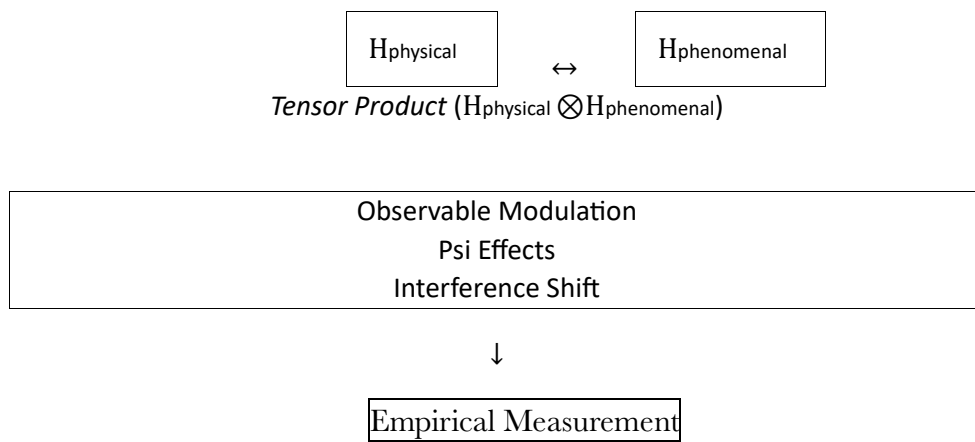 Hphysical Hphenomenal
↔
Tensor Product (Hphysical ⊗Hphenomenal)
Observable Modulation
Psi Effects
Interference Shift
↓
Empirical Measurement